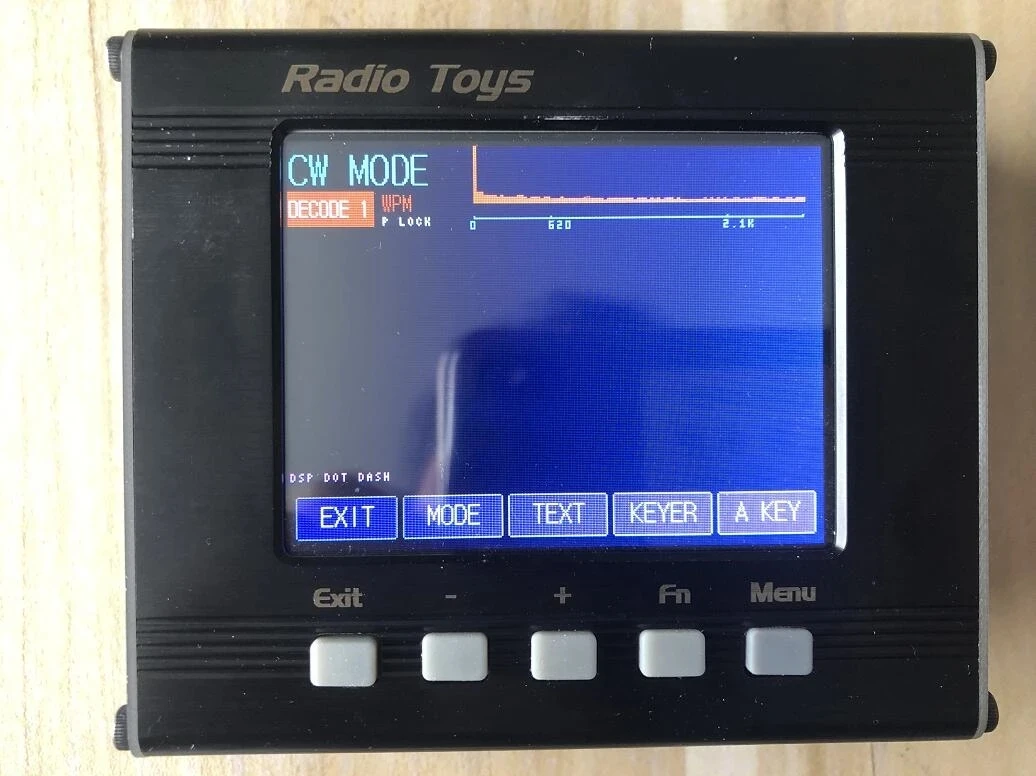 Radio Toys
CW MODE
DECODE 1 WPM
P LOCK
0 620 2.1K
DSP DOT DASH
EXIT MODE TEXT KEYER A KEY
Exit - + Fn Menu